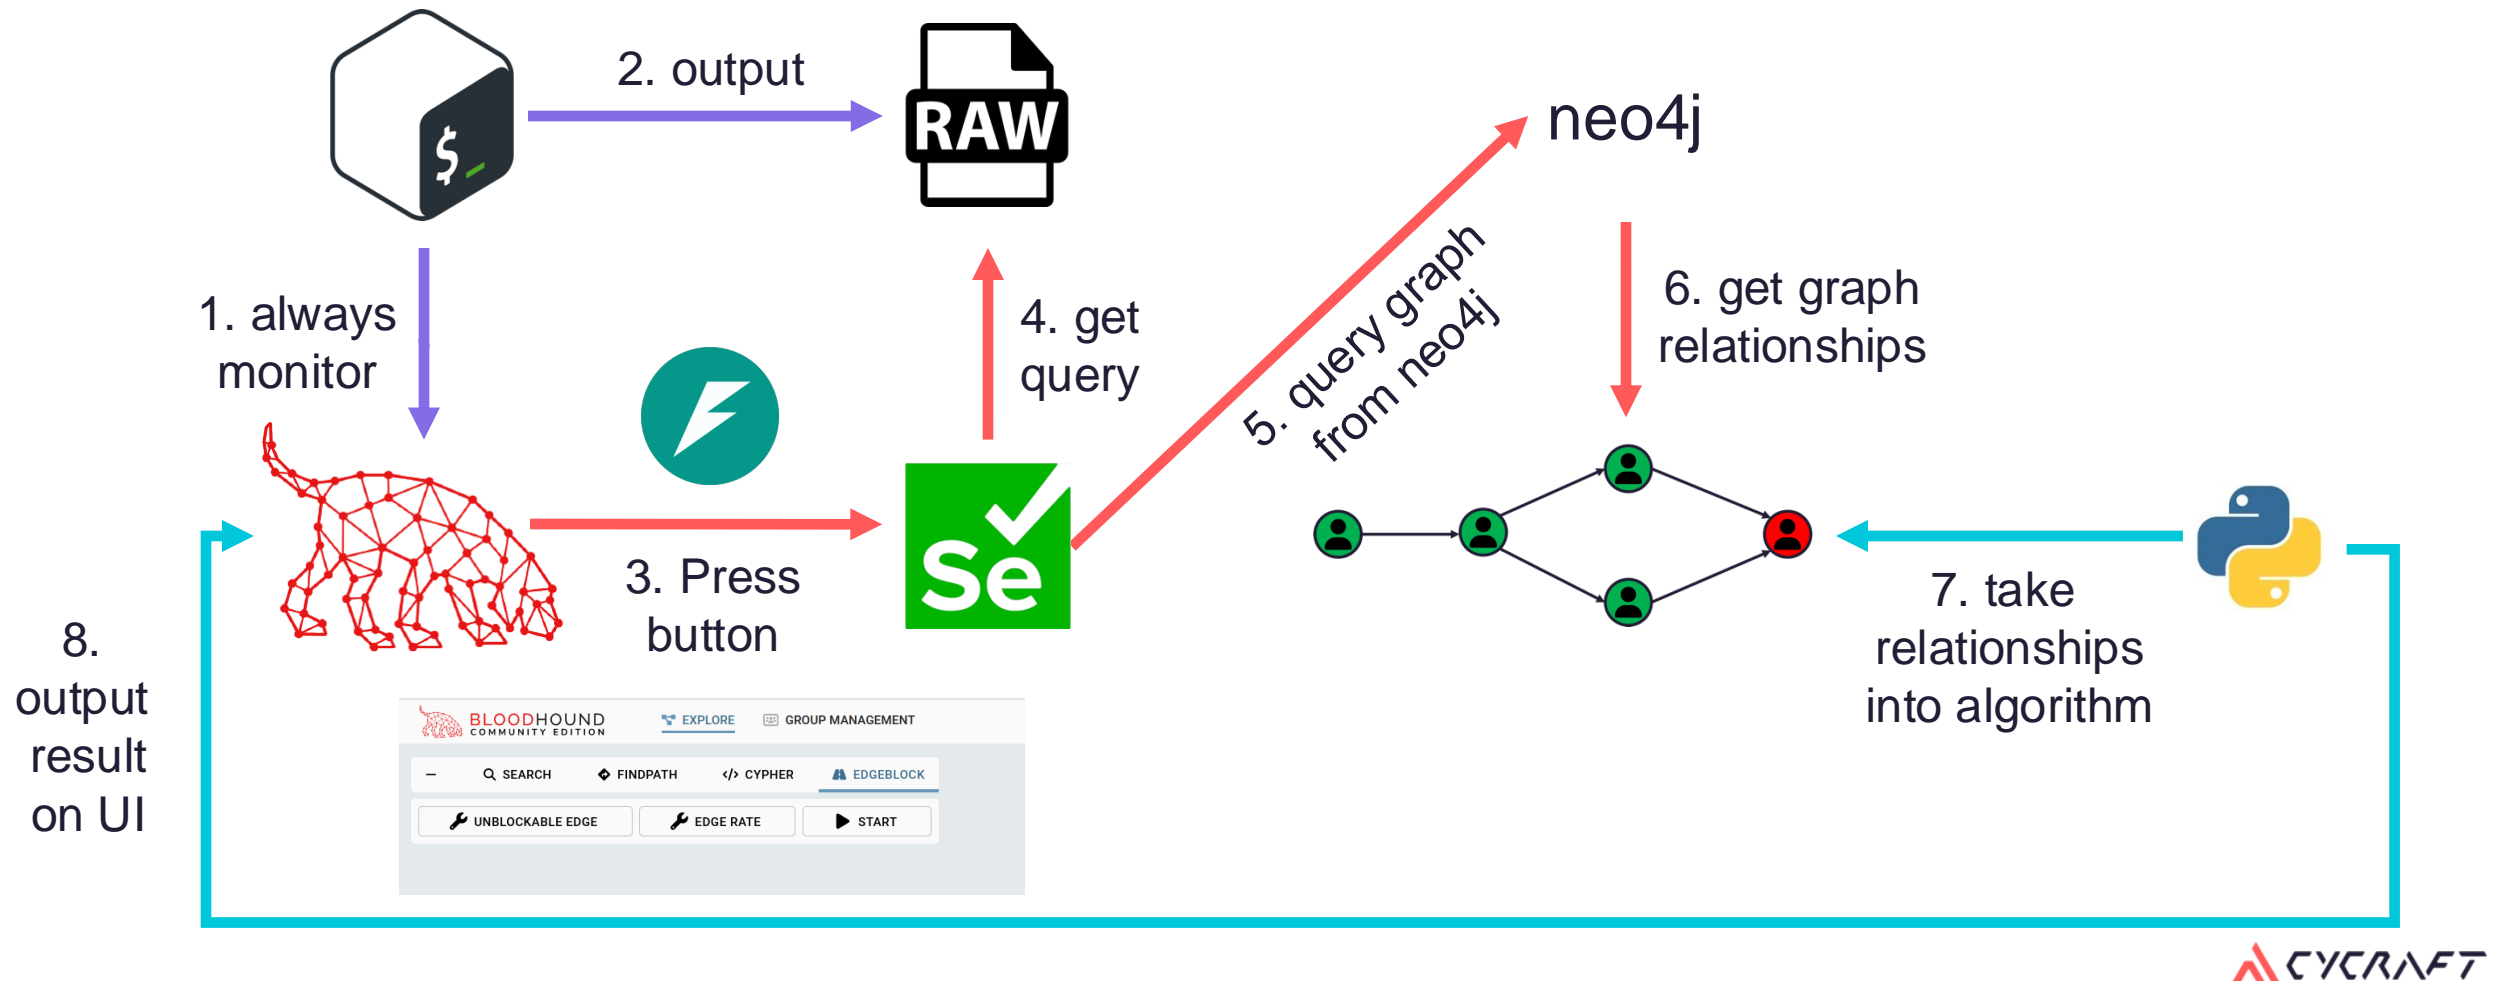 2. output
RAW
neo4j
$_
1. always
monitor
4. get
query
5. query graph
from neo4j
6. get graph
relationships
Se
3. Press
button
7. take
relationships
into algorithm
8.
output
result
on UI
BLOODHOUND
COMMUNITY EDITION
EXPLORE
GROUP MANAGEMENT
SEARCH
FINDPATH
</> CYPHER
EDGEBLOCK
UNBLOCKABLE EDGE
EDGE RATE
START
CYCRAFT